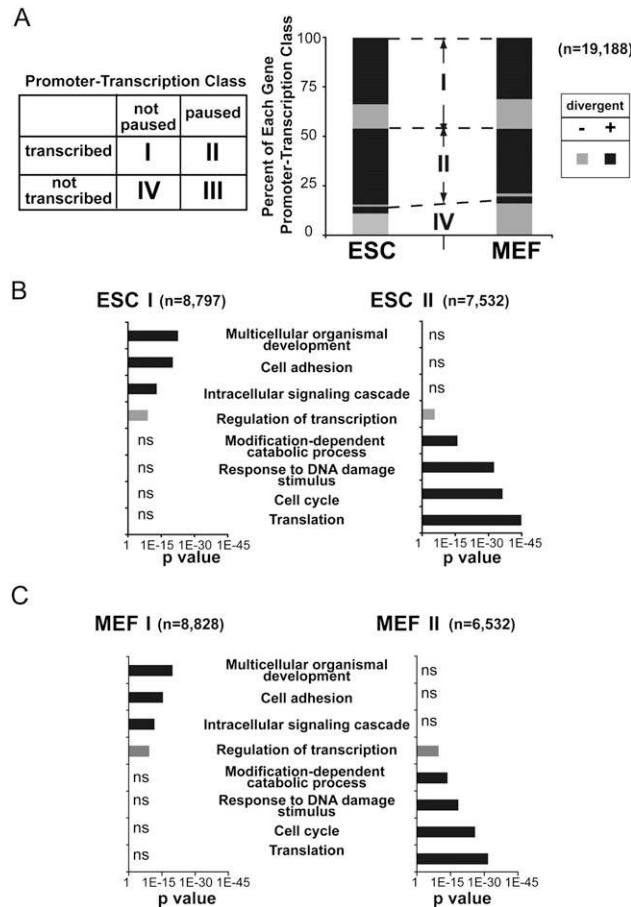 A
Promoter-Transcription Class
not paused
paused
transcribed
I
II
not transcribed
IV
III
Percent of Each Gene
Promoter-Transcription Class
100
75
50
25
0
I
II
IV
ESC
MEF
(n=19,188)
divergent
- +
B
ESC I (n=8,797)
ESC II (n=7,532)
Multicellular organismal
development
ns
Cell adhesion
ns
Intracellular signaling cascade
ns
Regulation of transcription
ns
Modification-dependent
catabolic process
ns
Response to DNA damage
stimulus
ns
Cell cycle
ns
Translation
1 1E-15 1E-30 1E-45
p value
1 1E-15 1E-30 1E-45
p value
C
MEF I (n=8,828)
MEF II (n=6,532)
Multicellular organismal
development
ns
Cell adhesion
ns
Intracellular signaling cascade
ns
Regulation of transcription
ns
Modification-dependent
catabolic process
ns
Response to DNA damage
stimulus
ns
Cell cycle
ns
Translation
1 1E-15 1E-30 1E-45
p value
1 1E-15 1E-30 1E-45
p value